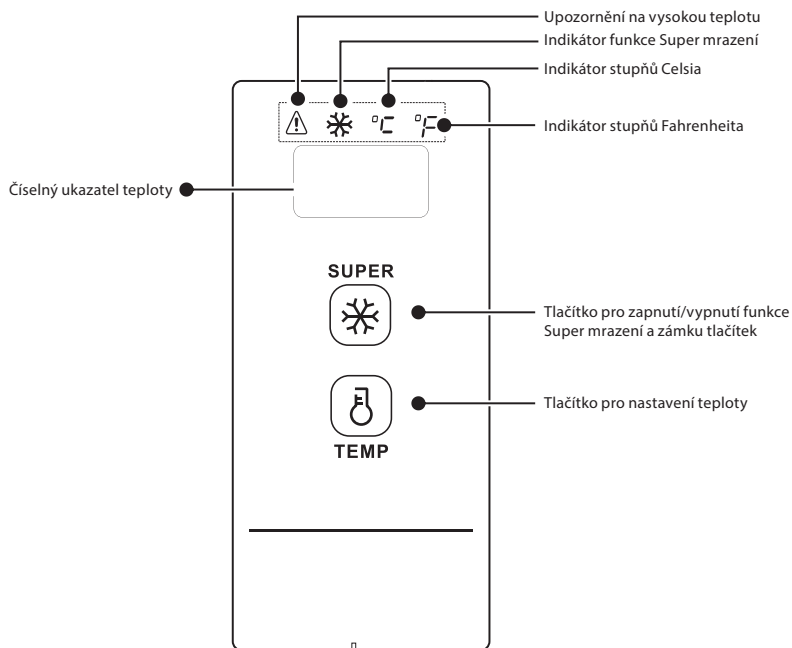 Upozornění na vysokou teplotu
Indikátor funkce Super mrazení
Indikátor stupňů Celsia
°C °F
Indikátor stupňů Fahrenheita
Číselný ukazatel teploty
SUPER
Tlačítko pro zapnutí/vypnutí funkce
Super mrazení a zámku tlačítek
Tlačítko pro nastavení teploty
TEMP